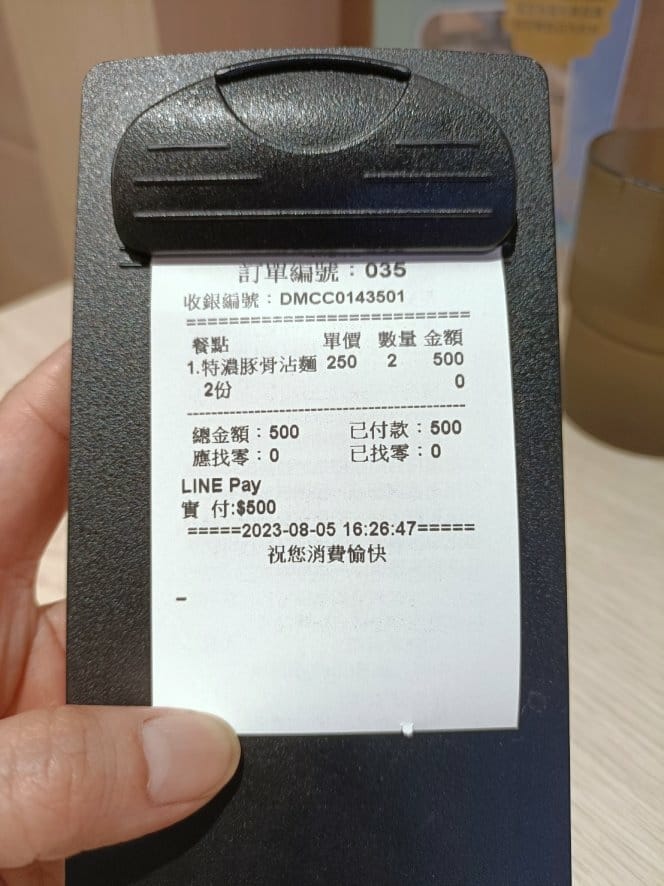 訂單編號：035
收銀編號：DMCC0143501
============================
餐點 單價 數量 金額
1.特濃豚骨沾麵 250 2 500
2份 0
--------------------------------------------------
總金額：500 已付款：500
應找零：0 已找零：0
LINE Pay
實 付:$500
=====2023-08-05 16:26:47=====
祝您消費愉快